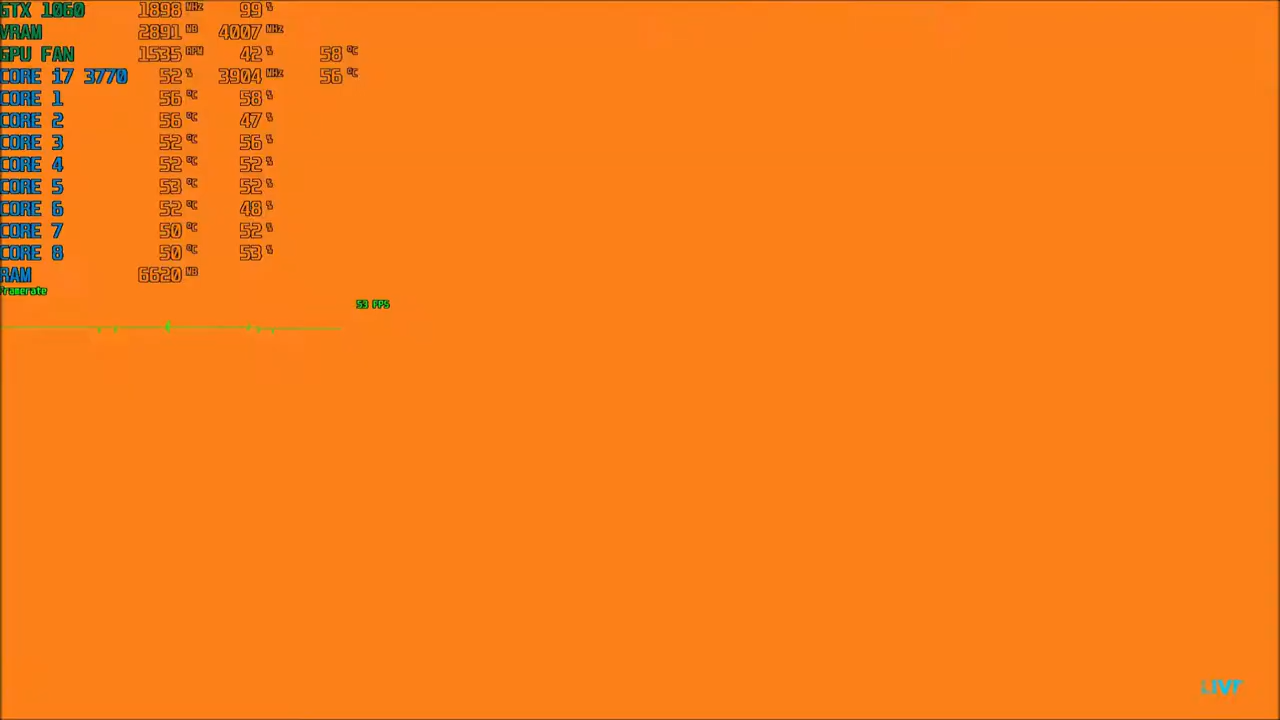 GTX 1060 1898 MHz 99 %
VRAM 2891 MB 4007 MHz
GPU FAN 1535 RPM 42 % 58 °C
CORE i7 3770 52 % 3904 MHz 56 °C
CORE 1 56 °C 58 %
CORE 2 56 °C 47 %
CORE 3 52 °C 56 %
CORE 4 52 °C 52 %
CORE 5 53 °C 52 %
CORE 6 52 °C 48 %
CORE 7 50 °C 52 %
CORE 8 50 °C 53 %
RAM 6620 MB
Framerate
53 FPS